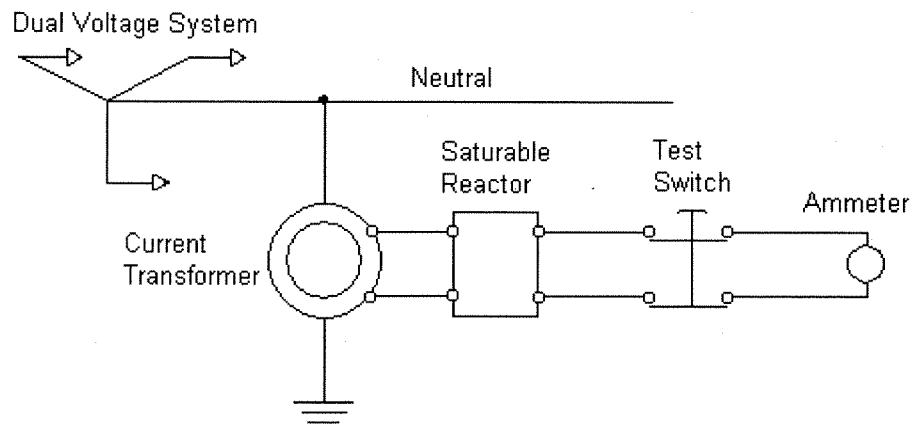 Dual Voltage System
Neutral
Saturable
Reactor
Test
Switch
Ammeter
Current
Transformer